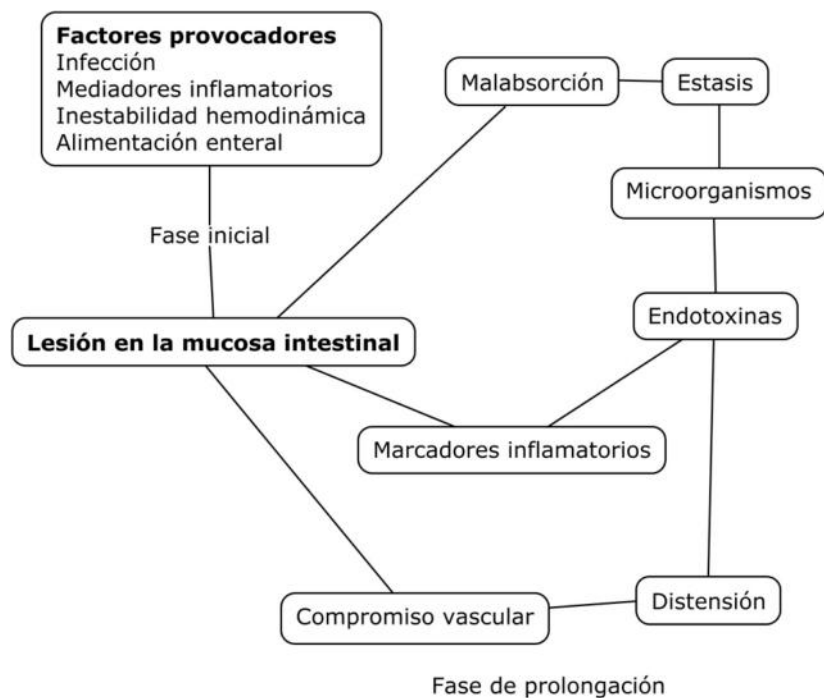 Factores provocadores
Infección
Mediadores inflamatorios
Inestabilidad hemodinámica
Alimentación enteral
Malabsorción
Estasis
Microorganismos
Fase inicial
Endotoxinas
Lesión en la mucosa intestinal
Marcadores inflamatorios
Distensión
Compromiso vascular
Fase de prolongación